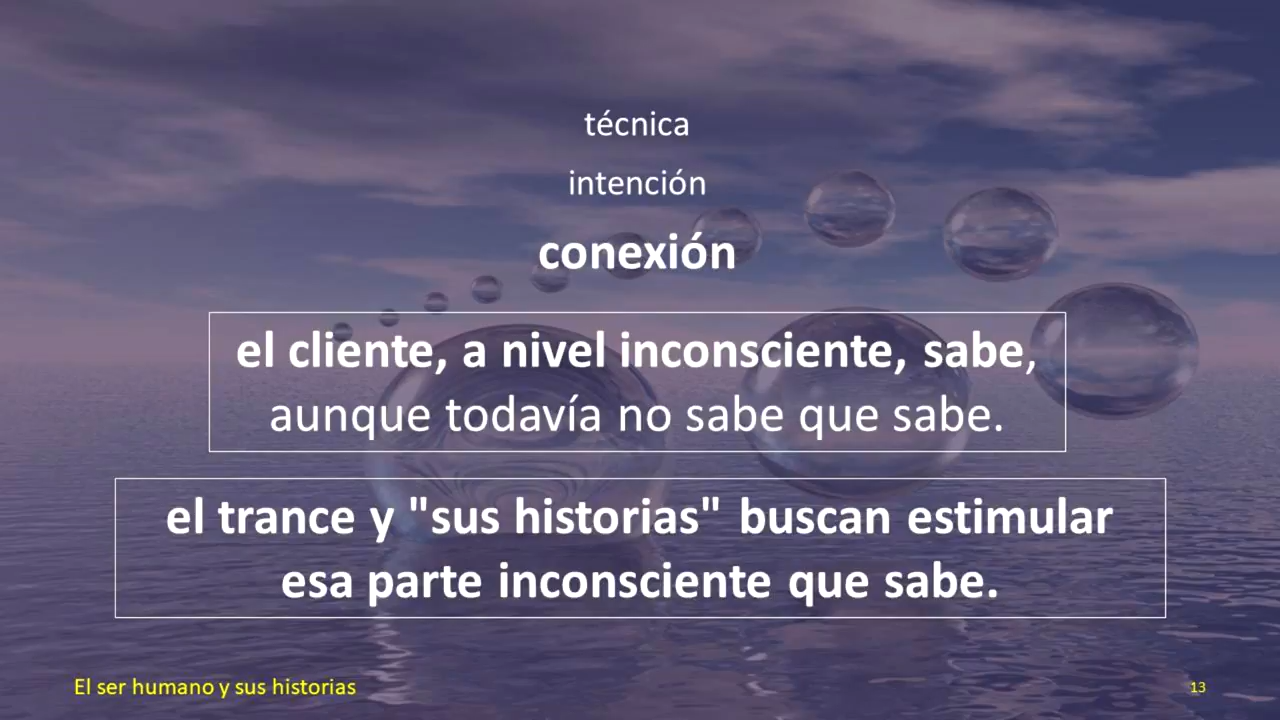 técnica
intención
conexión
el cliente, a nivel inconsciente, sabe,
aunque todavía no sabe que sabe.
el trance y "sus historias" buscan estimular
esa parte inconsciente que sabe.
El ser humano y sus historias
13